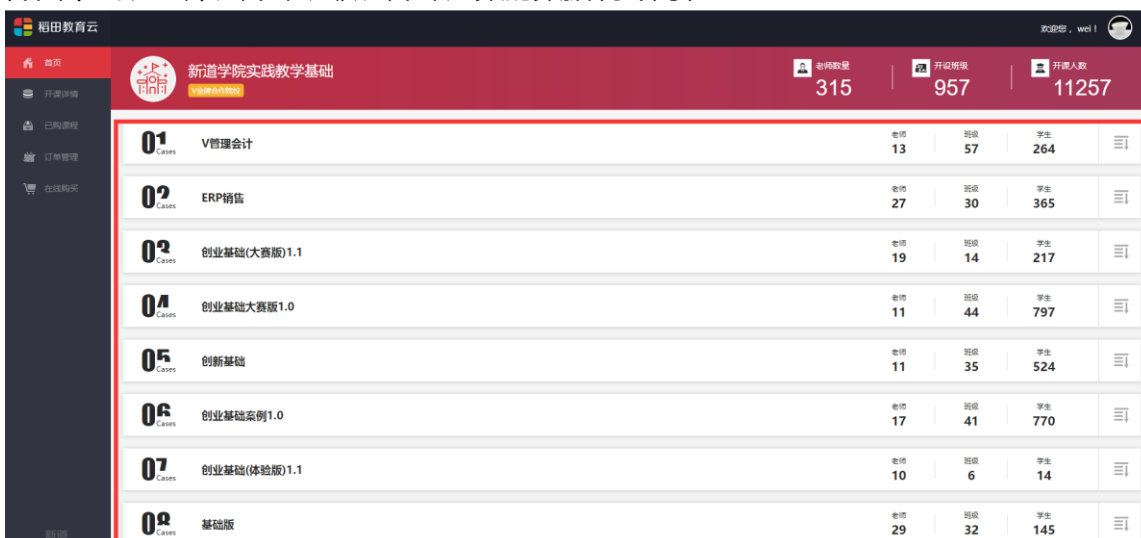 稻田教育云
欢迎您，wei！
首页
开课详情
已购课程
订单管理
在线购买
新道学院实践教学基础
V金牌合作院校
老师数量
315
开设班级
957
开课人数
11257
01 Cases V管理会计 老师 13 班级 57 学生 264
02 Cases ERP销售 老师 27 班级 30 学生 365
03 Cases 创业基础(大赛版)1.1 老师 19 班级 14 学生 217
04 Cases 创业基础大赛版1.0 老师 11 班级 44 学生 797
05 Cases 创新基础 老师 11 班级 35 学生 524
06 Cases 创业基础案例1.0 老师 17 班级 41 学生 770
07 Cases 创业基础(体验版)1.1 老师 10 班级 6 学生 14
08 Cases 基础版 老师 29 班级 32 学生 145